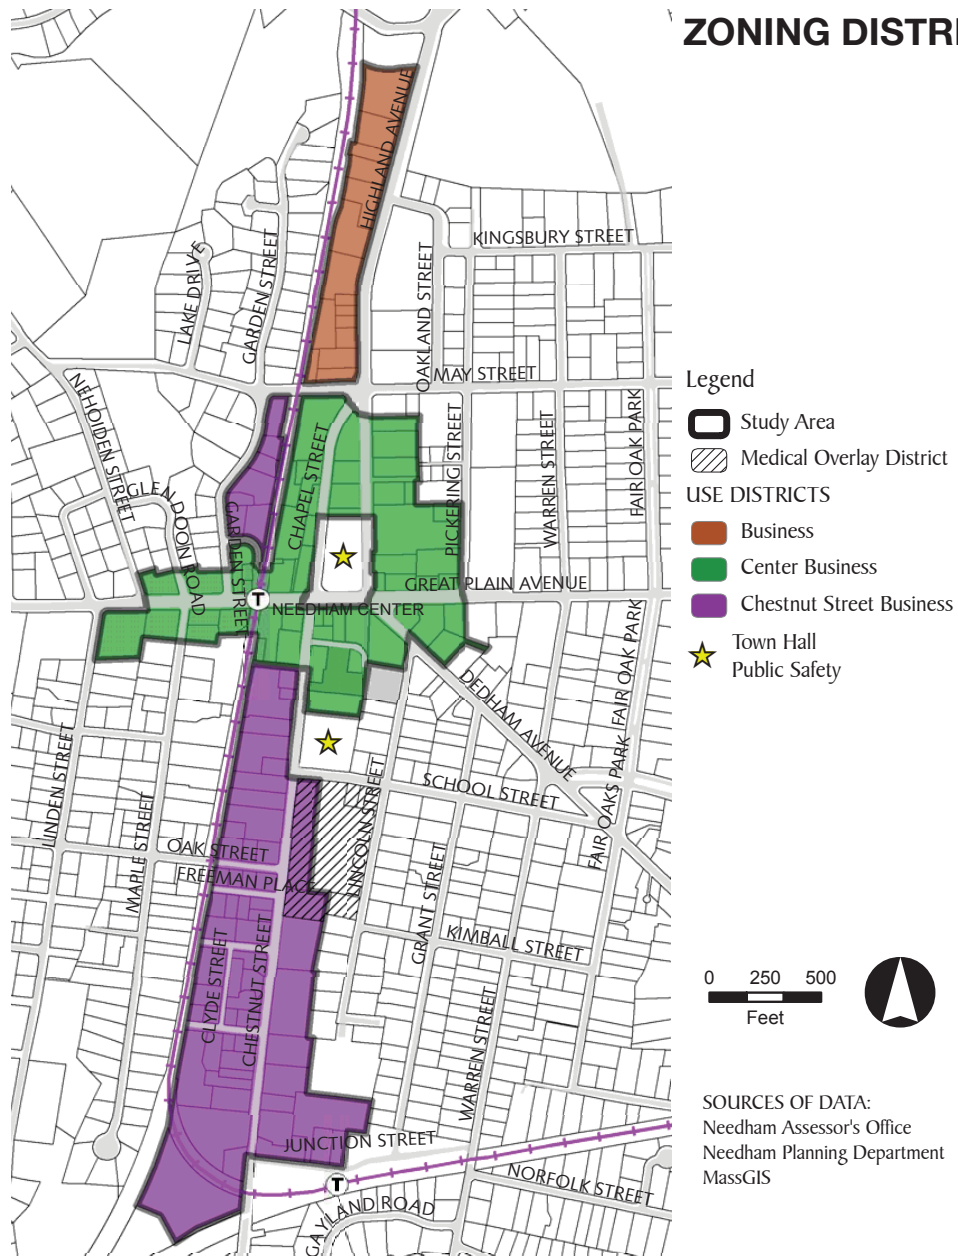 ZONING DISTRI
HIGHLAND AVENUE
KINGSBURY STREET
LAKE DRIVE
GARDEN STREET
OAKLAND STREET
MAY STREET
NEHOIDEN STREET
GLENDOON ROAD
GARDEN STREET
CHAPEL STREET
PICKERING STREET
WARREN STREET
FAIR OAK PARK
GREAT PLAIN AVENUE
T
NEEDHAM CENTER
DEDHAM AVENUE
FAIR OAK PARK
FAIR OAKS PARK
SCHOOL STREET
LINDEN STREET
MAPLE STREET
OAK STREET
FREEMAN PLACE
LINCOLN STREET
GRANT STREET
KIMBALL STREET
CLYDE STREET
CHESTNUT STREET
WARREN STREET
JUNCTION STREET
T
NORFOLK STREET
GAYLAND ROAD
Legend
Study Area
Medical Overlay District
USE DISTRICTS
Business
Center Business
Chestnut Street Business
Town Hall
Public Safety
0 250 500
Feet
SOURCES OF DATA:
Needham Assessor's Office
Needham Planning Department
MassGIS